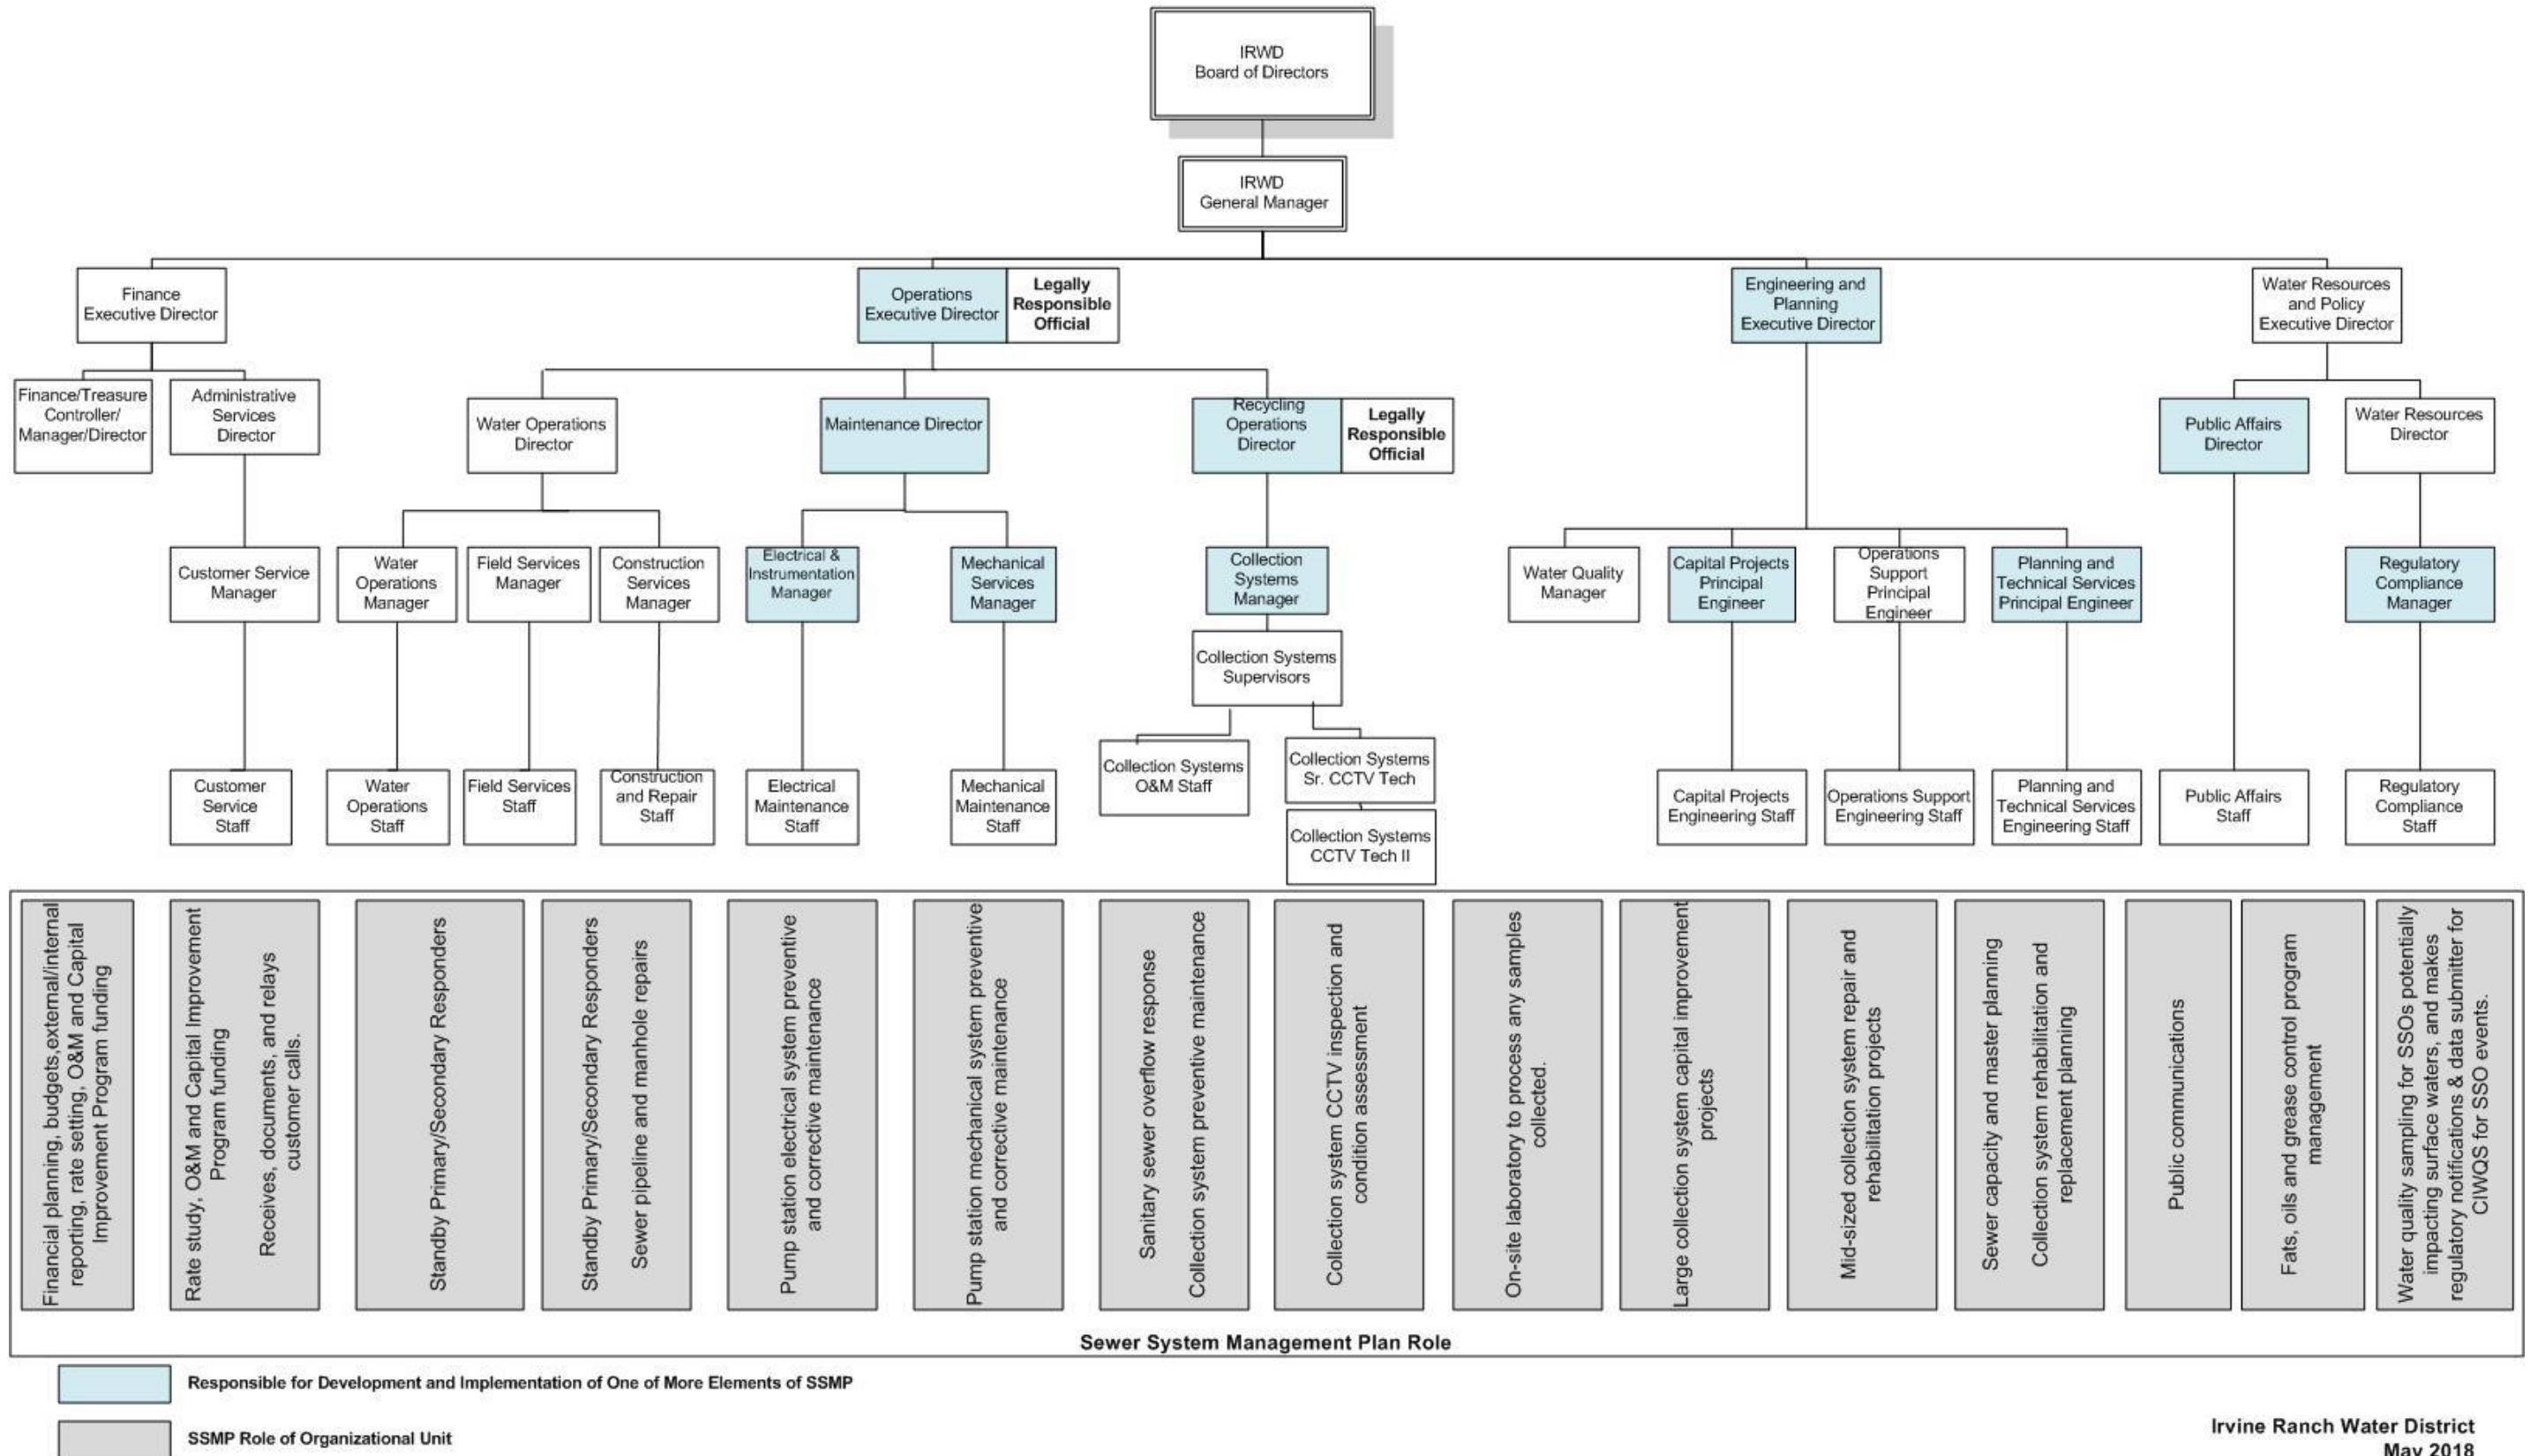 IRWD
Board of Directors
IRWD
General Manager
Finance
Executive Director
Operations
Executive Director
Legally
Responsible
Official
Engineering and
Planning
Executive Director
Water Resources
and Policy
Executive Director
Finance/Treasure
Controller/
Manager/Director
Administrative
Services
Director
Water Operations
Director
Maintenance Director
Recycling
Operations
Director
Legally
Responsible
Official
Public Affairs
Director
Water Resources
Director
Customer Service
Manager
Water
Operations
Manager
Field Services
Manager
Construction
Services
Manager
Electrical &
Instrumentation
Manager
Mechanical
Services
Manager
Collection
Systems
Manager
Water Quality
Manager
Capital Projects
Principal
Engineer
Operations
Support
Principal
Engineer
Planning and
Technical Services
Principal Engineer
Regulatory
Compliance
Manager
Collection Systems
Supervisors
Collection Systems
O&M Staff
Collection Systems
Sr. CCTV Tech
Collection Systems
CCTV Tech II
Customer
Service
Staff
Water
Operations
Staff
Field Services
Staff
Construction
and Repair
Staff
Electrical
Maintenance
Staff
Mechanical
Maintenance
Staff
Capital Projects
Engineering Staff
Operations Support
Engineering Staff
Planning and
Technical Services
Engineering Staff
Public Affairs
Staff
Regulatory
Compliance
Staff
Financial planning, budgets,external/internal
reporting, rate setting, O&M and Capital
Improvement Program funding
Rate study, O&M and Capital Improvement
Program funding
Receives, documents, and relays
customer calls.
Standby Primary/Secondary Responders
Standby Primary/Secondary Responders
Sewer pipeline and manhole repairs
Pump station electrical system preventive
and corrective maintenance
Pump station mechanical system preventive
and corrective maintenance
Sanitary sewer overflow response
Collection system preventive maintenance
Collection system CCTV inspection and
condition assessment
On-site laboratory to process any samples
collected.
Large collection system capital improvement
projects
Mid-sized collection system repair and
rehabilitation projects
Sewer capacity and master planning
Collection system rehabilitation and
replacement planning
Public communications
Fats, oils and grease control program
management
Water quality sampling for SSOs potentially
impacting surface waters, and makes
regulatory notifications & data submitter for
CIWQS for SSO events.
Sewer System Management Plan Role
Responsible for Development and Implementation of One of More Elements of SSMP
SSMP Role of Organizational Unit
Irvine Ranch Water District
May 2018